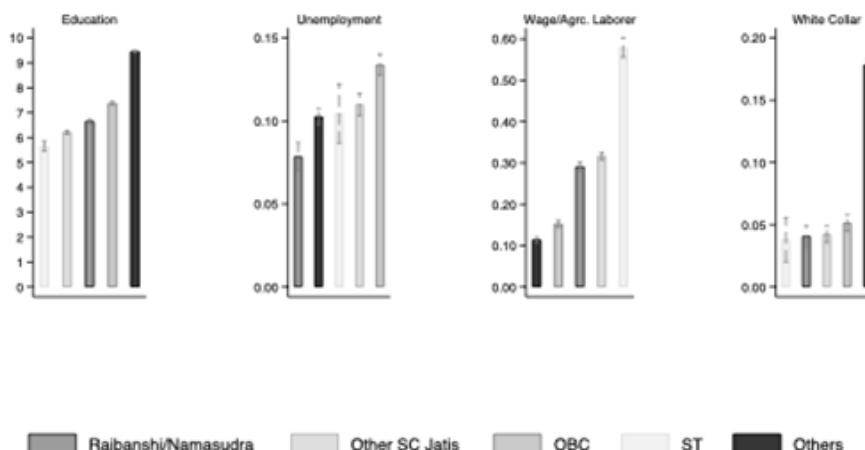 Education Unemployment Wage/Agrc. Laborer White Collar
10 0.15 0.60 0.20
9
8 0.50
7 0.15
6 0.10 0.40
5 0.30 0.10
4
3 0.05 0.20
2 0.05
1 0.10
0 0.00 0.00 0.00
Rajbanshi/Namasudra Other SC Jatis OBC ST Others